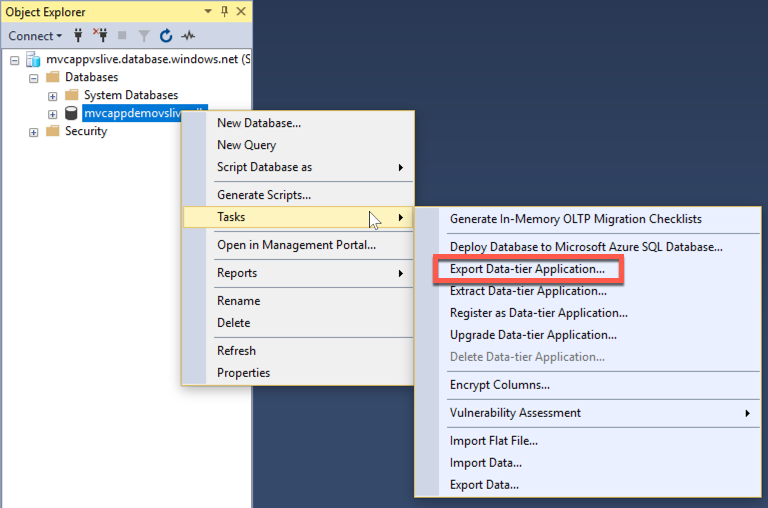 Object Explorer
Connect
mvcappvslive.database.windows.net (S
Databases
System Databases
Security
New Database...
New Query
Script Database as
Generate Scripts...
Tasks
Open in Management Portal...
Reports
Rename
Delete
Refresh
Properties
Generate In-Memory OLTP Migration Checklists
Deploy Database to Microsoft Azure SQL Database...
Export Data-tier Application...
Extract Data-tier Application...
Register as Data-tier Application...
Upgrade Data-tier Application...
Delete Data-tier Application...
Encrypt Columns...
Vulnerability Assessment
Import Flat File...
Import Data...
Export Data...